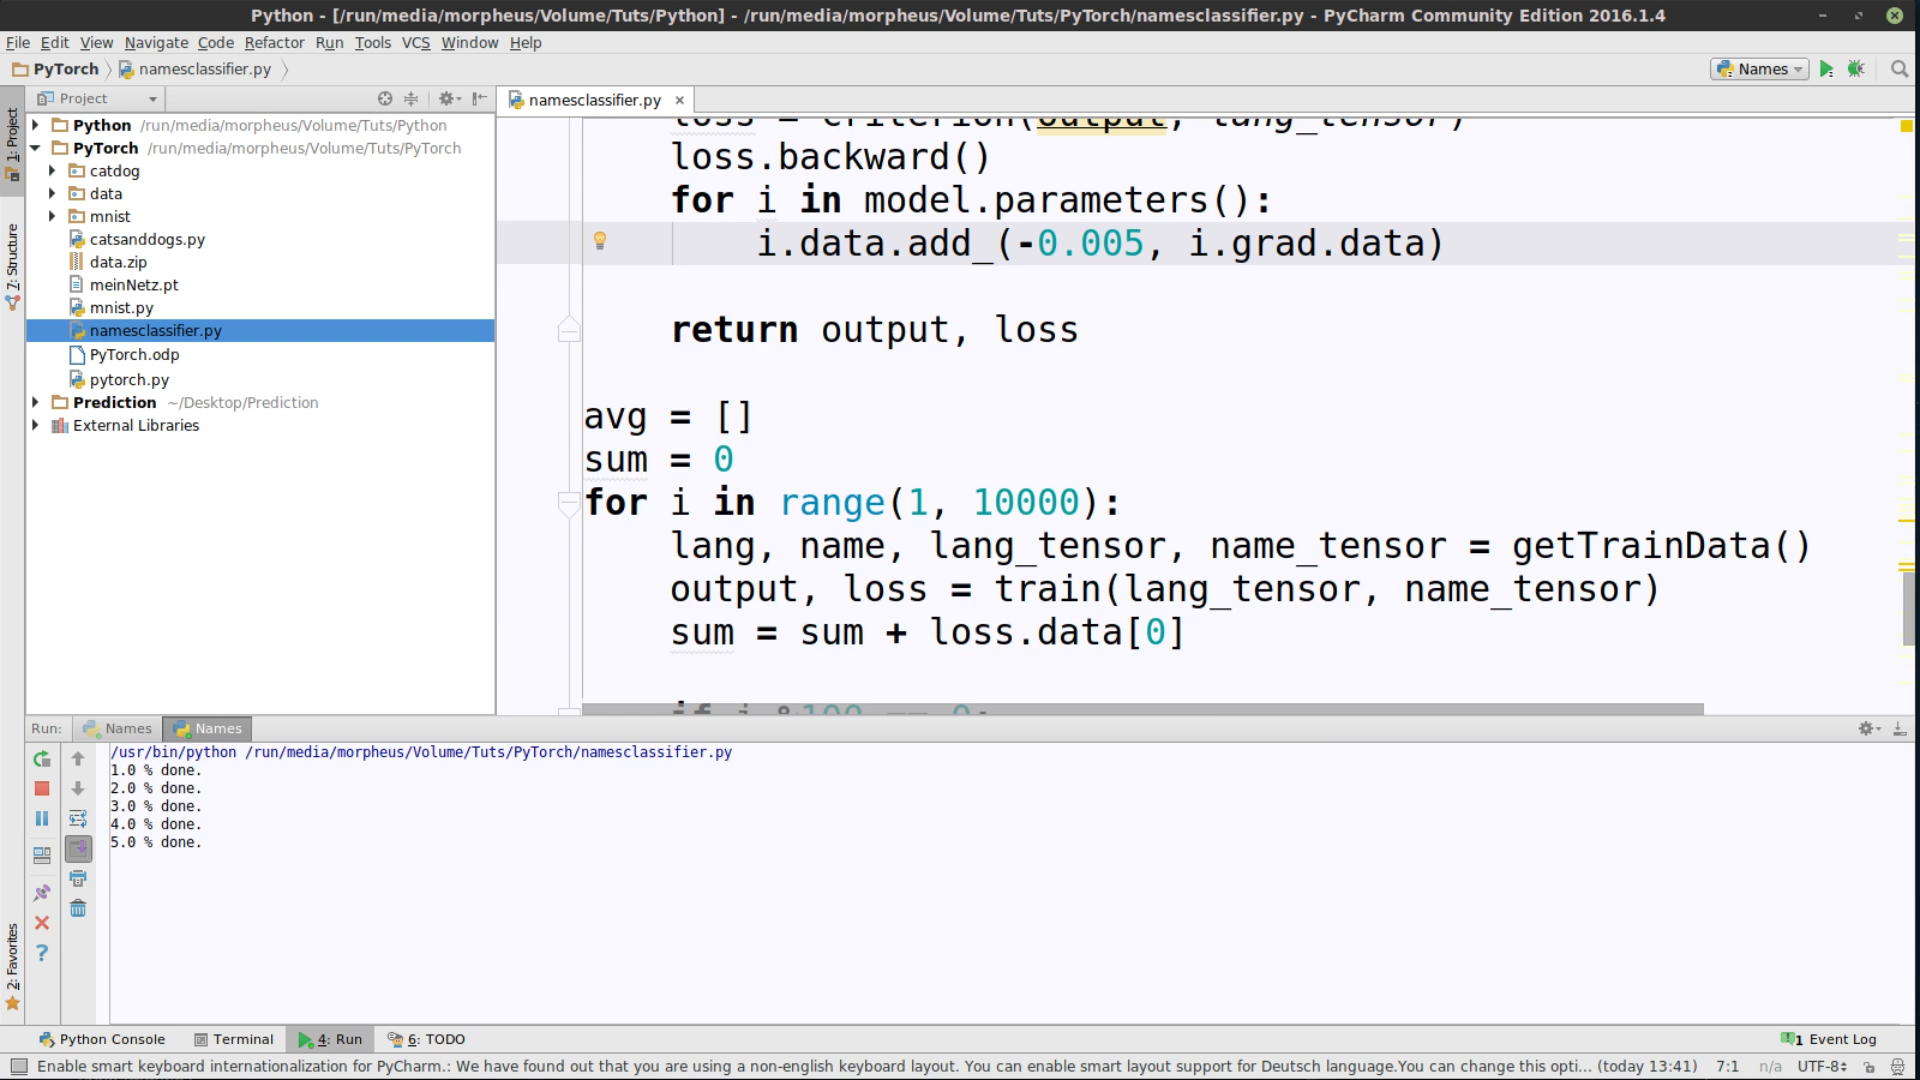 Python - [/run/media/morpheus/Volume/Tuts/Python] - /run/media/morpheus/Volume/Tuts/PyTorch/namesclassifier.py - PyCharm Community Edition 2016.1.4
File Edit View Navigate Code Refactor Run Tools VCS Window Help
PyTorch namesclassifier.py
Names
Project
namesclassifier.py
1: Project
7: Structure
2: Favorites
Python /run/media/morpheus/Volume/Tuts/Python
PyTorch /run/media/morpheus/Volume/Tuts/PyTorch
catdog
data
mnist
catsanddogs.py
data.zip
meinNetz.pt
mnist.py
namesclassifier.py
PyTorch.odp
pytorch.py
Prediction ~/Desktop/Prediction
External Libraries
loss = criterion(output, lang_tensor)
loss.backward()
for i in model.parameters():
i.data.add_(-0.005, i.grad.data)
return output, loss
avg = []
sum = 0
for i in range(1, 10000):
lang, name, lang_tensor, name_tensor = getTrainData()
output, loss = train(lang_tensor, name_tensor)
sum = sum + loss.data[0]
if i %100 == 0:
Run: Names Names
/usr/bin/python /run/media/morpheus/Volume/Tuts/PyTorch/namesclassifier.py
1.0 % done.
2.0 % done.
3.0 % done.
4.0 % done.
5.0 % done.
Python Console Terminal 4: Run 6: TODO 1 Event Log
Enable smart keyboard internationalization for PyCharm.: We have found out that you are using a non-english keyboard layout. You can enable smart layout support for Deutsch language.You can change this opti... (today 13:41) 7:1 n/a UTF-8